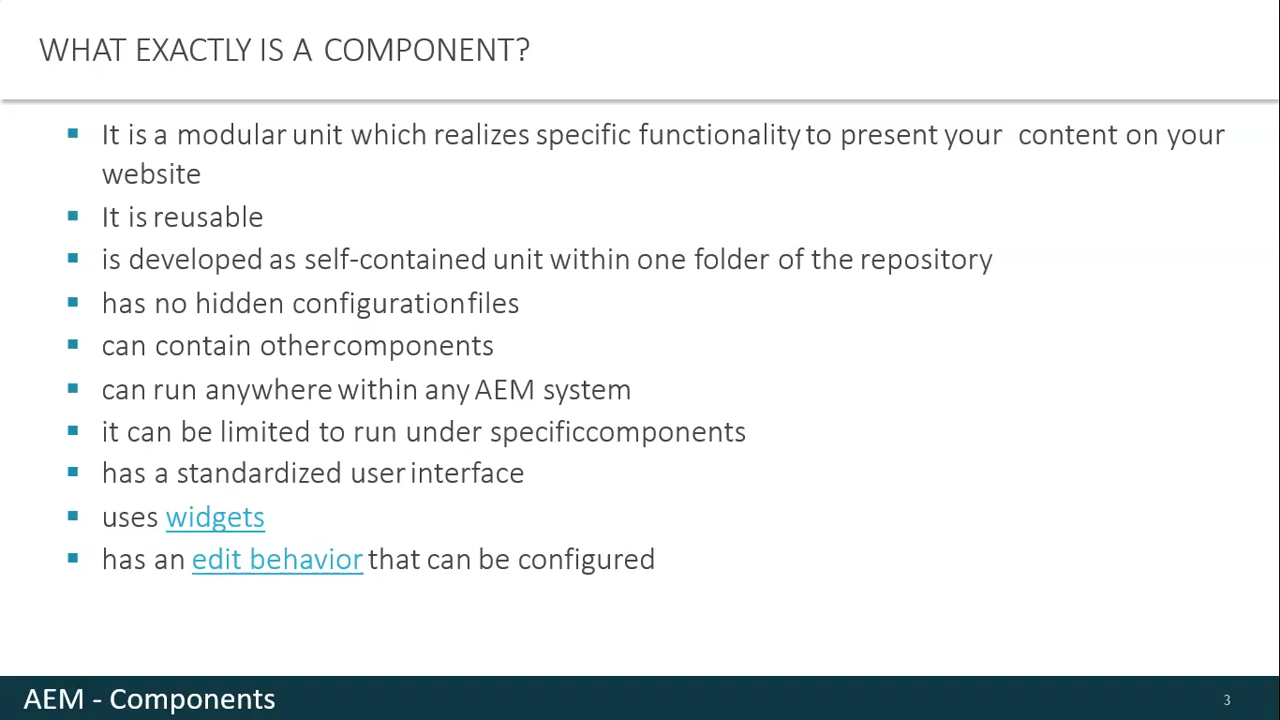 WHAT EXACTLY IS A COMPONENT?
It is a modular unit which realizes specific functionality to present your content on your
website
It is reusable
is developed as self-contained unit within one folder of the repository
has no hidden configurationfiles
can contain othercomponents
can run anywhere within any AEM system
it can be limited to run under specificcomponents
has a standardized user interface
uses widgets
has an edit behavior that can be configured
AEM - Components
3